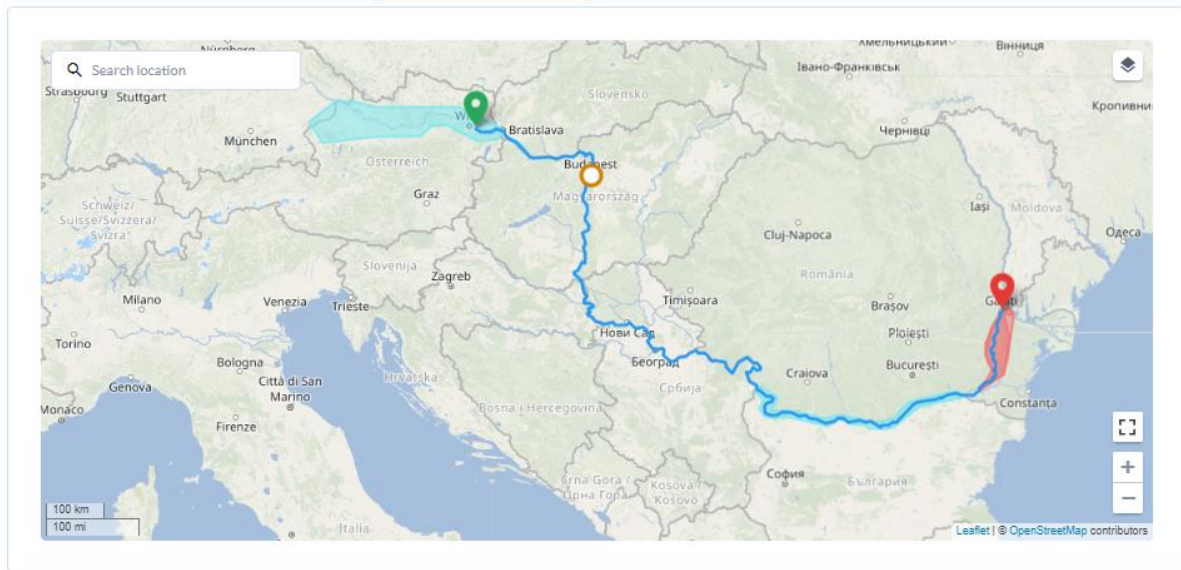 Nürnberg
Хмельницький
Вінниця
Search location
Івано-Франківськ
Strasbourg
Stuttgart
Slovensko
Кропивни
Чернівці
W
Bratislava
München
Österreich
Budapest
Iași
Moldova
Graz
Magyarország
Schweiz/
Suisse/Svizzera/
Svizra
Cluj-Napoca
Одеса
Slovenija
România
Zagreb
Timișoara
Galați
Milano
Venezia
Trieste
Brașov
Torino
Нови Сад
Ploiești
Bologna
Београд
București
Genova
Hrvatska
Craiova
Città di San
Marino
Србија
Constanța
Monaco
Bosna i Hercegovina
Firenze
Crna Gora /
Црна Гора
Kosova /
Kosovo
София
България
100 km
100 mi
Italia
Leaflet | © OpenStreetMap contributors